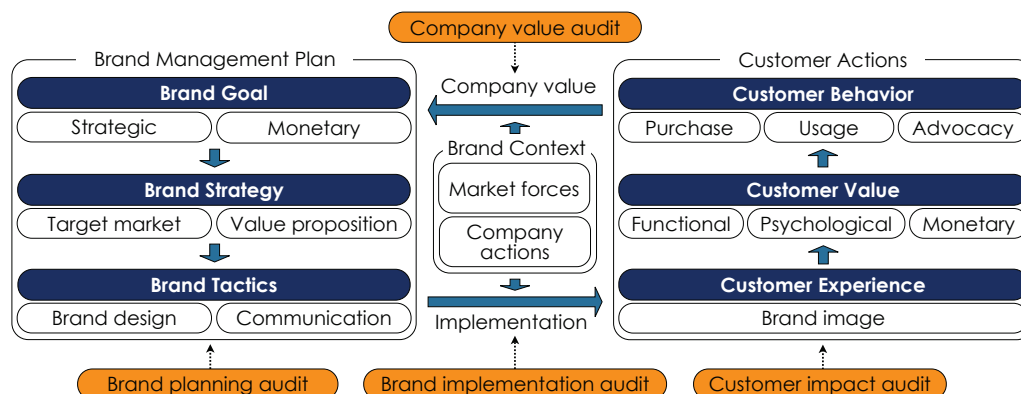 Company value audit
Brand Management Plan
Brand Goal
Strategic
Monetary
Brand Strategy
Target market
Value proposition
Brand Tactics
Brand design
Communication
Company value
Brand Context
Market forces
Company
actions
Implementation
Customer Actions
Customer Behavior
Purchase
Usage
Advocacy
Customer Value
Functional
Psychological
Monetary
Customer Experience
Brand image
Brand planning audit
Brand implementation audit
Customer impact audit